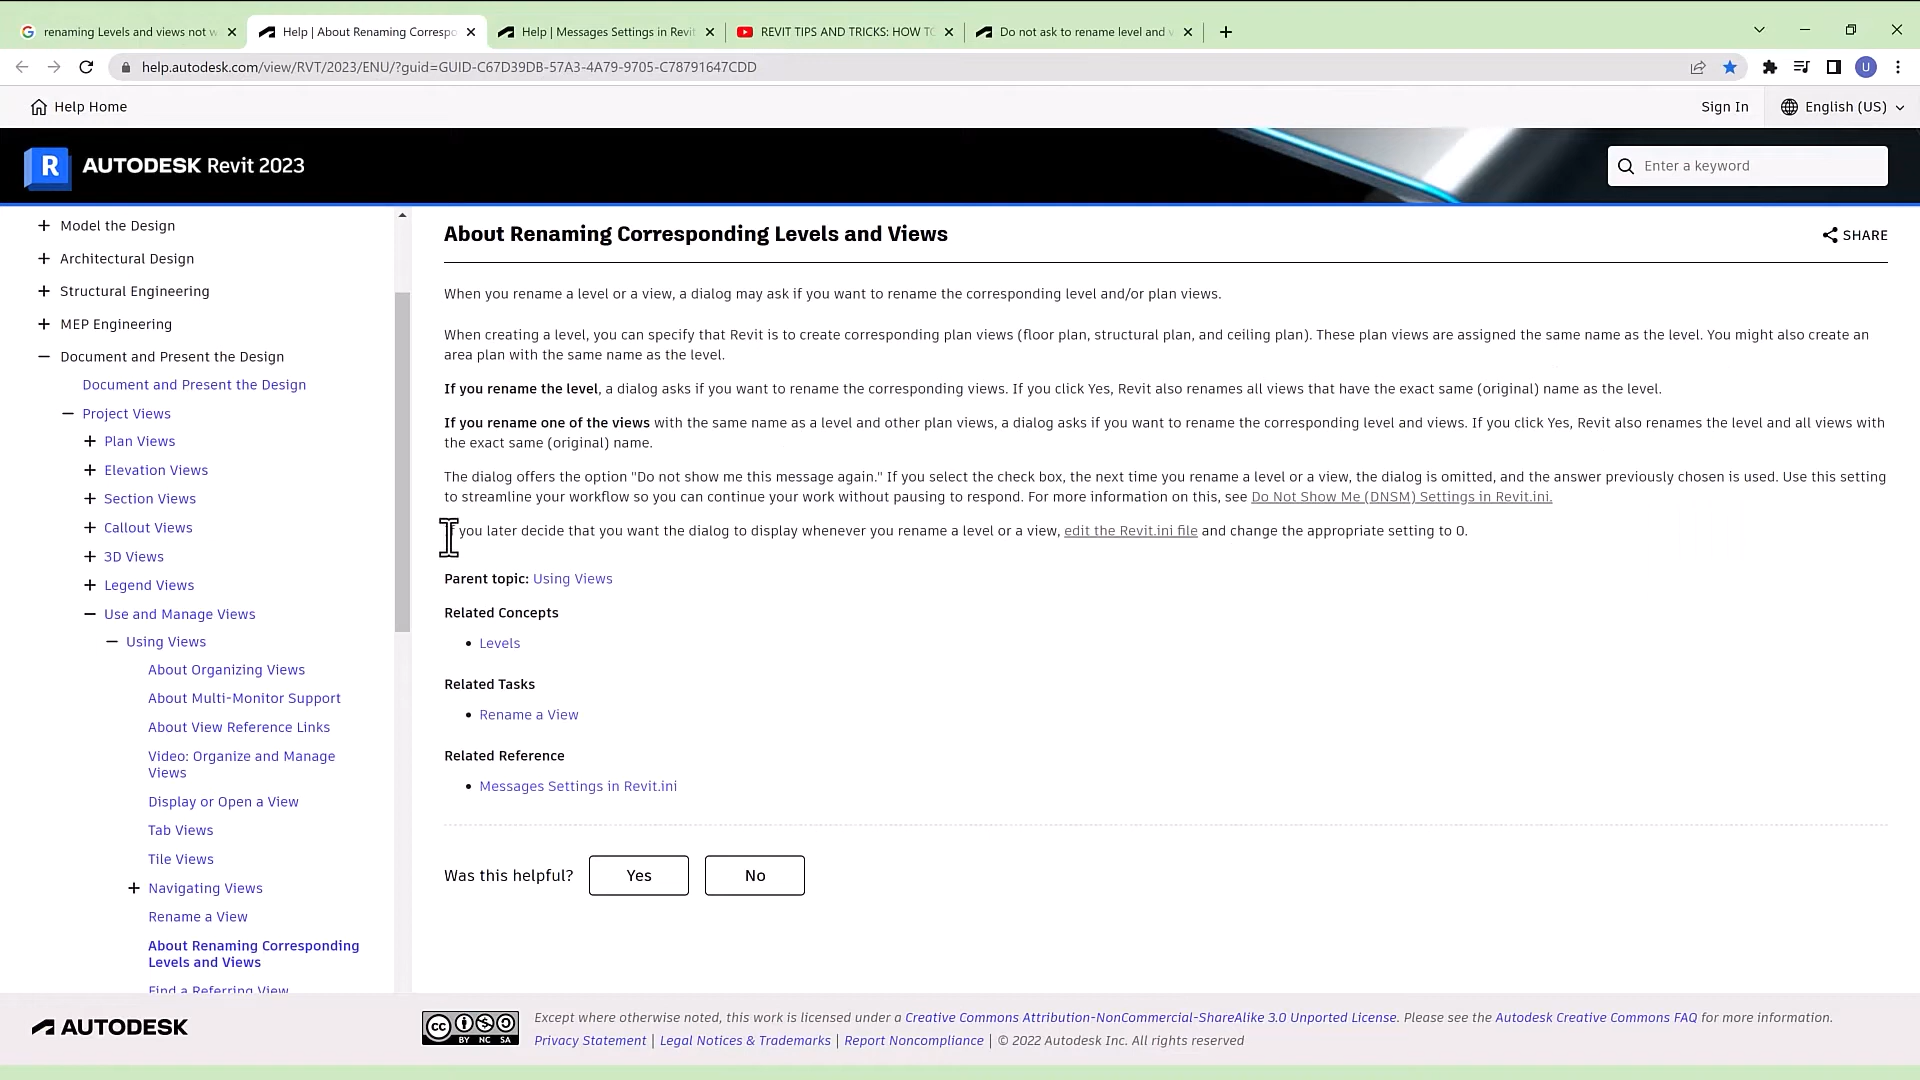 renaming Levels and views not w
Help | About Renaming Correspo
Help | Messages Settings in Revit
REVIT TIPS AND TRICKS: HOW TO
Do not ask to rename level and v
help.autodesk.com/view/RVT/2023/ENU/?guid=GUID-C67D39DB-57A3-4A79-9705-C78791647CDD
U
Help Home
Sign In
English (US)
R AUTODESK Revit 2023
Enter a keyword
Model the Design
Architectural Design
Structural Engineering
MEP Engineering
Document and Present the Design
Document and Present the Design
Project Views
Plan Views
Elevation Views
Section Views
Callout Views
3D Views
Legend Views
Use and Manage Views
Using Views
About Organizing Views
About Multi-Monitor Support
About View Reference Links
Video: Organize and Manage
Views
Display or Open a View
Tab Views
Tile Views
Navigating Views
Rename a View
About Renaming Corresponding
Levels and Views
Find a Referring View
About Renaming Corresponding Levels and Views
SHARE
When you rename a level or a view, a dialog may ask if you want to rename the corresponding level and/or plan views.
When creating a level, you can specify that Revit is to create corresponding plan views (floor plan, structural plan, and ceiling plan). These plan views are assigned the same name as the level. You might also create an
area plan with the same name as the level.
If you rename the level, a dialog asks if you want to rename the corresponding views. If you click Yes, Revit also renames all views that have the exact same (original) name as the level.
If you rename one of the views with the same name as a level and other plan views, a dialog asks if you want to rename the corresponding level and views. If you click Yes, Revit also renames the level and all views with
the exact same (original) name.
The dialog offers the option "Do not show me this message again." If you select the check box, the next time you rename a level or a view, the dialog is omitted, and the answer previously chosen is used. Use this setting
to streamline your workflow so you can continue your work without pausing to respond. For more information on this, see Do Not Show Me (DNSM) Settings in Revit.ini.
If you later decide that you want the dialog to display whenever you rename a level or a view, edit the Revit.ini file and change the appropriate setting to 0.
Parent topic: Using Views
Related Concepts
• Levels
Related Tasks
• Rename a View
Related Reference
• Messages Settings in Revit.ini
Was this helpful?
Yes
No
AUTODESK
cc BY NC SA
Except where otherwise noted, this work is licensed under a Creative Commons Attribution-NonCommercial-ShareAlike 3.0 Unported License. Please see the Autodesk Creative Commons FAQ for more information.
Privacy Statement | Legal Notices & Trademarks | Report Noncompliance | © 2022 Autodesk Inc. All rights reserved